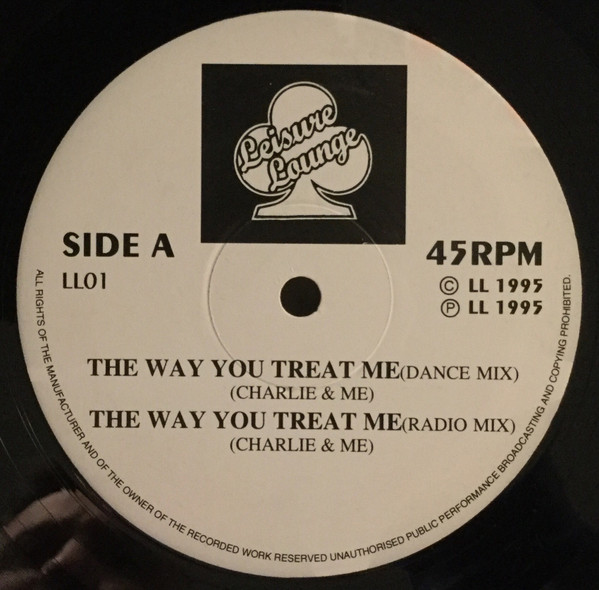 Leisure
Lounge
SIDE A
LL01
45RPM
© LL 1995
℗ LL 1995
THE WAY YOU TREAT ME(DANCE MIX)
(CHARLIE & ME)
THE WAY YOU TREAT ME(RADIO MIX)
(CHARLIE & ME)
ALL RIGHTS OF THE MANUFACTURER AND OF THE OWNER OF THE RECORDED WORK RESERVED UNAUTHORISED PUBLIC PERFORMANCE BROADCASTING AND COPYING PROHIBITED.